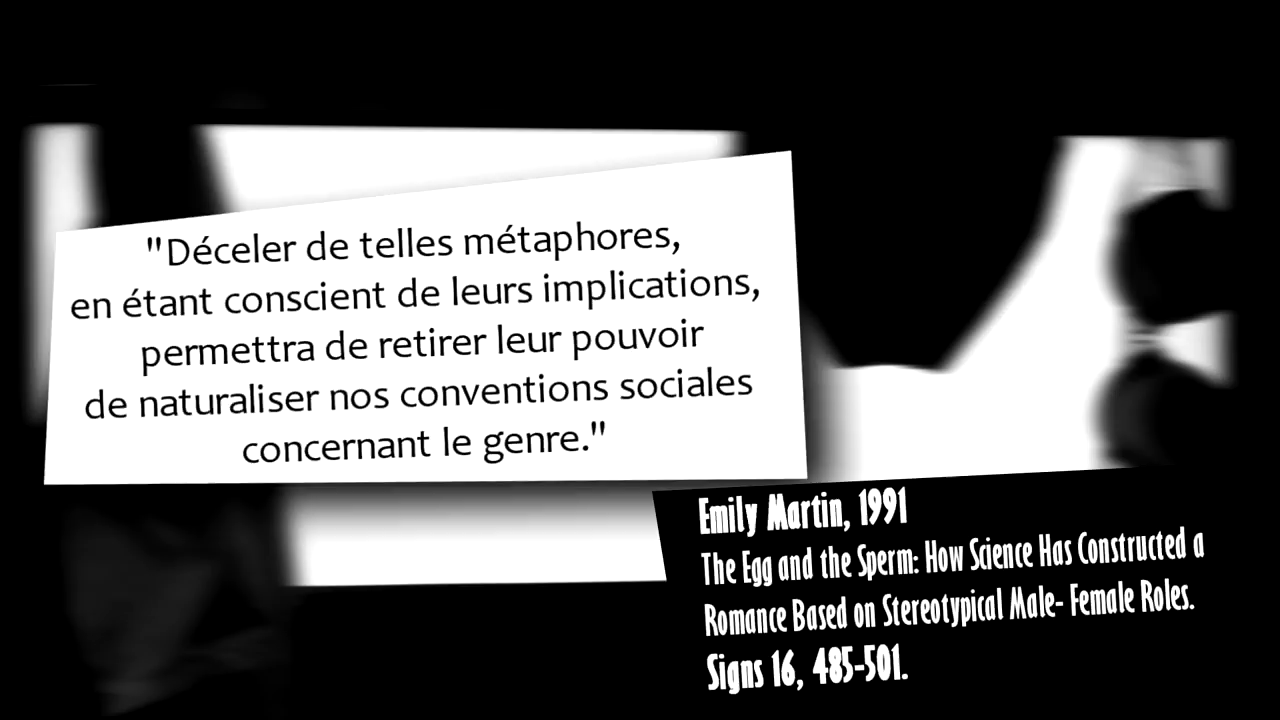 "Déceler de telles métaphores,
en étant conscient de leurs implications,
permettra de retirer leur pouvoir
de naturaliser nos conventions sociales
concernant le genre."
Emily Martin, 1991
The Egg and the Sperm: How Science Has Constructed a
Romance Based on Stereotypical Male- Female Roles.
Signs 16, 485-501.